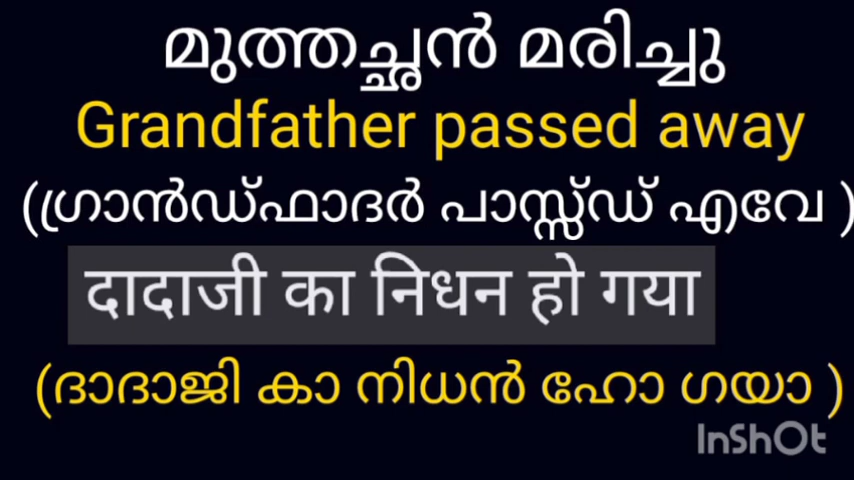 മുത്തച്ഛൻ മരിച്ചു
Grandfather passed away
(ഗ്രാൻഡ്ഫാദർ പാസ്സ്ഡ് എവേ )
दादाजी का निधन हो गया
(ദാദാജി കാ നിധൻ ഹോ ഗയാ )
InShOt